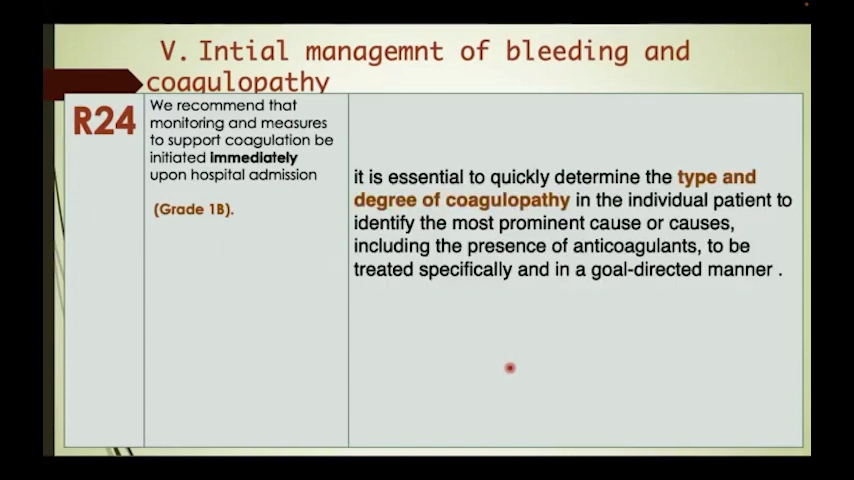 V. Intial managemnt of bleeding and
coagulopathy
R24
We recommend that
monitoring and measures
to support coagulation be
initiated immediately
upon hospital admission
(Grade 1B).
it is essential to quickly determine the type and
degree of coagulopathy in the individual patient to
identify the most prominent cause or causes,
including the presence of anticoagulants, to be
treated specifically and in a goal-directed manner .